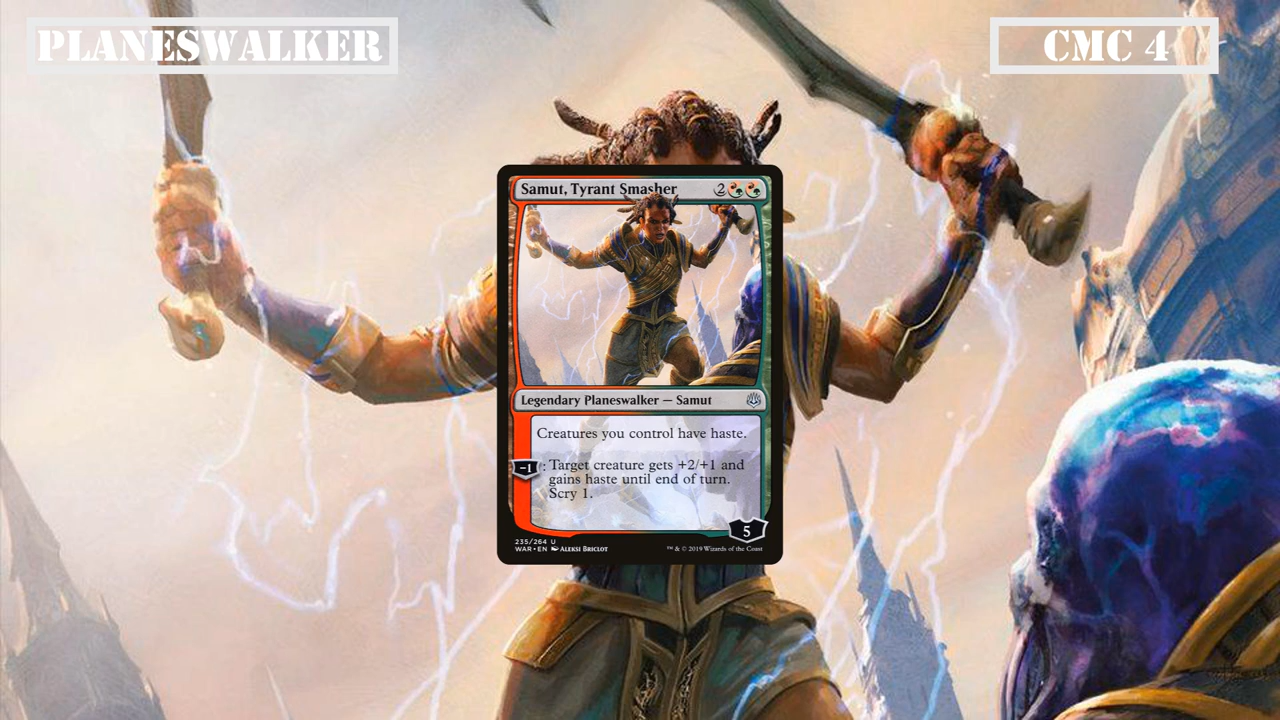 PLANESWALKER
CMC 4
Samut, Tyrant Smasher 2
Legendary Planeswalker — Samut
Creatures you control have haste.
-1: Target creature gets +2/+1 and
gains haste until end of turn.
Scry 1.
5
235/264 U
WAR • EN ALEKSI BRICLOT
™ & © 2019 Wizards of the Coast